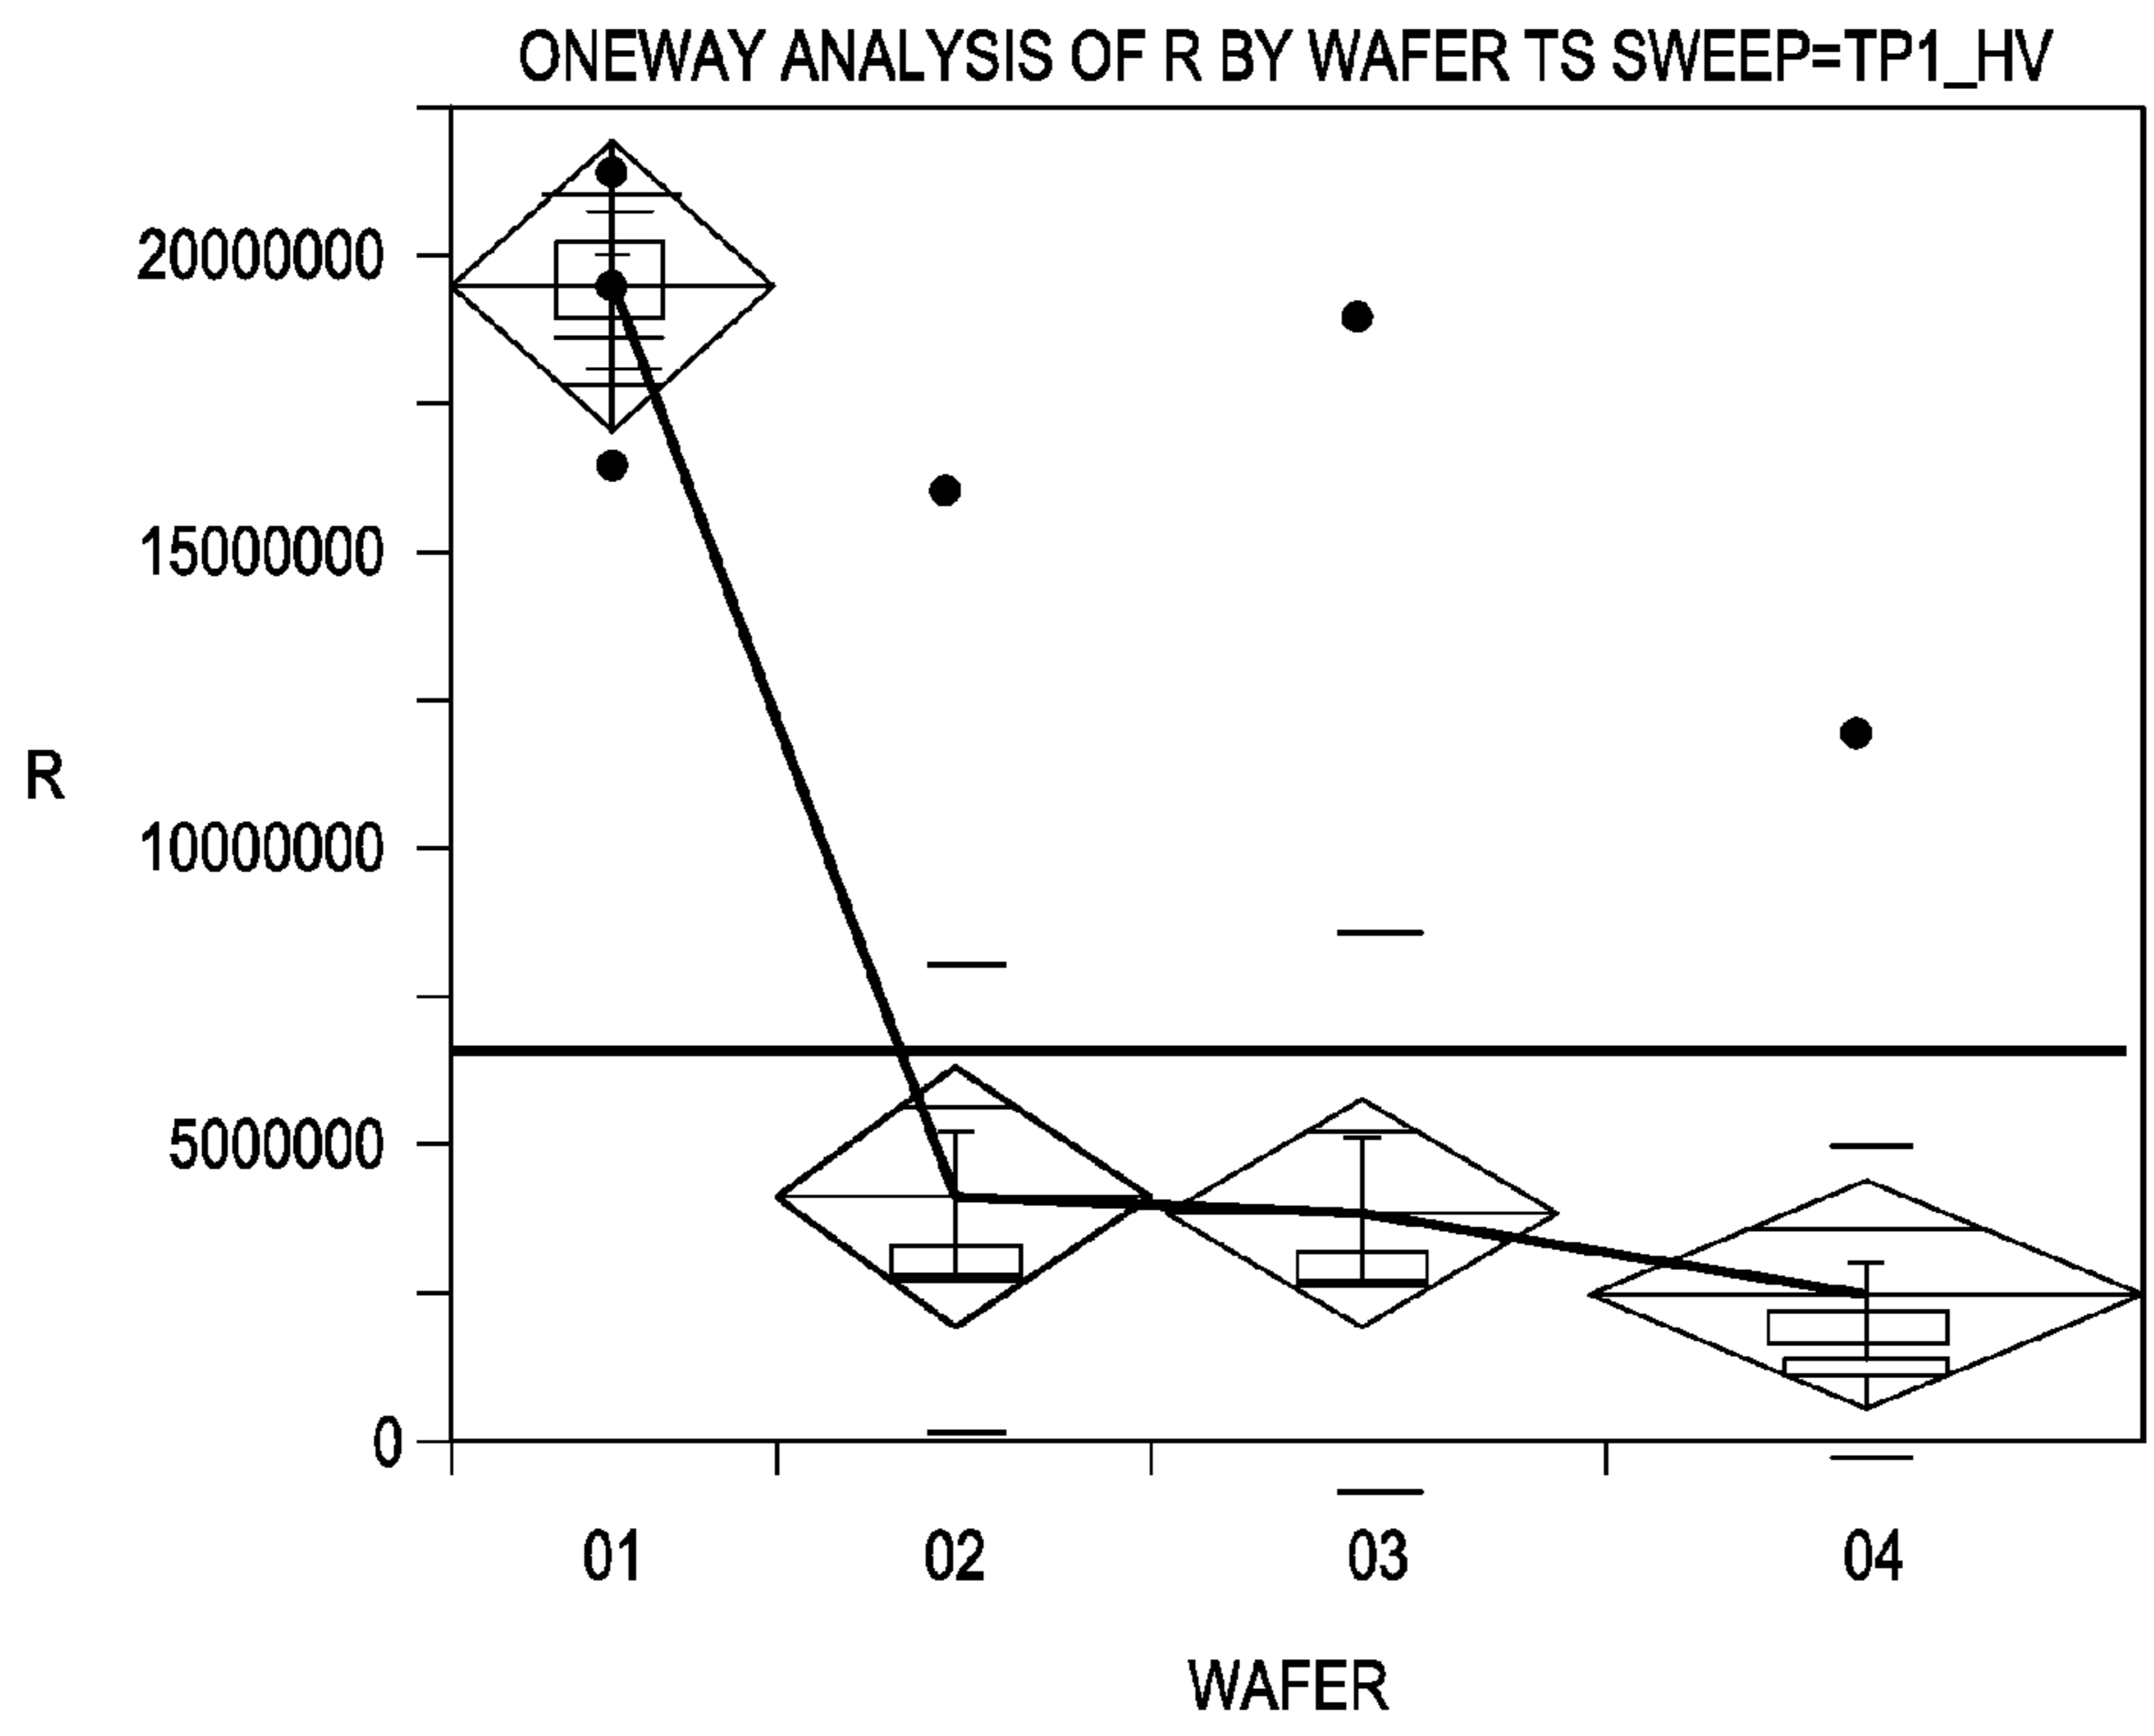 ONEWAY ANALYSIS OF R BY WAFER TS SWEEP=TP1_HV
20000000
15000000
R
10000000
5000000
0
01 02 03 04
WAFER